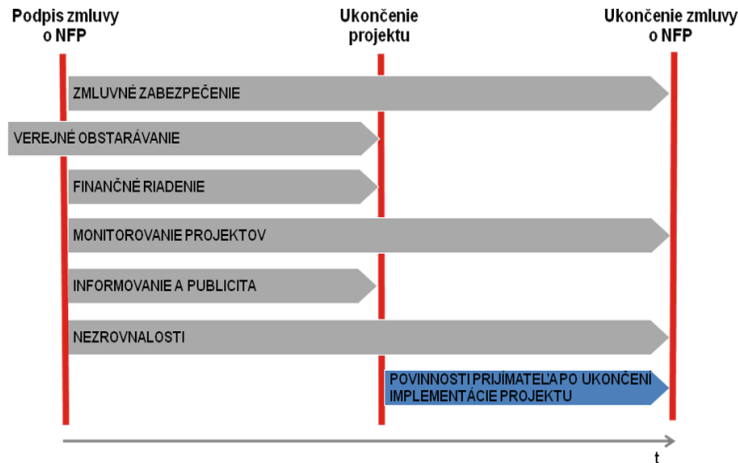 Podpis zmluvy
o NFP
Ukončenie
projektu
Ukončenie zmluvy
o NFP
ZMLUVNÉ ZABEZPEČENIE
VEREJNÉ OBSTARÁVANIE
FINANČNÉ RIADENIE
MONITOROVANIE PROJEKTOV
INFORMOVANIE A PUBLICITA
NEZROVNALOSTI
POVINNOSTI PRIJÍMATEĽA PO UKONČENÍ
IMPLEMENTÁCIE PROJEKTU
t